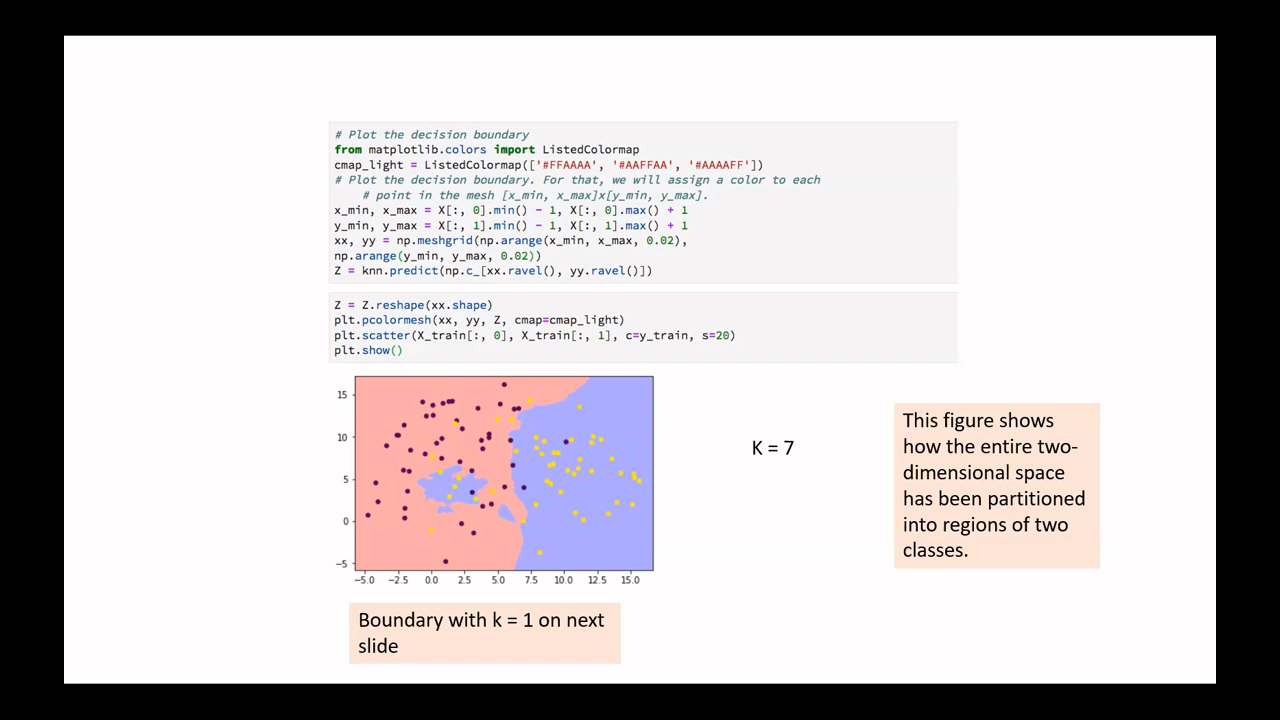 # Plot the decision boundary
from matplotlib.colors import ListedColormap
cmap_light = ListedColormap(['#FFAAAA', '#AAFFAA', '#AAAAFF'])
# Plot the decision boundary. For that, we will assign a color to each
# point in the mesh [x_min, x_max]x[y_min, y_max].
x_min, x_max = X[:, 0].min() - 1, X[:, 0].max() + 1
y_min, y_max = X[:, 1].min() - 1, X[:, 1].max() + 1
xx, yy = np.meshgrid(np.arange(x_min, x_max, 0.02),
np.arange(y_min, y_max, 0.02))
Z = knn.predict(np.c_[xx.ravel(), yy.ravel()])
Z = Z.reshape(xx.shape)
plt.pcolormesh(xx, yy, Z, cmap=cmap_light)
plt.scatter(X_train[:, 0], X_train[:, 1], c=y_train, s=20)
plt.show()
15
10
5
0
−5
−5.0 −2.5 0.0 2.5 5.0 7.5 10.0 12.5 15.0
K = 7
This figure shows
how the entire two-
dimensional space
has been partitioned
into regions of two
classes.
Boundary with k = 1 on next
slide